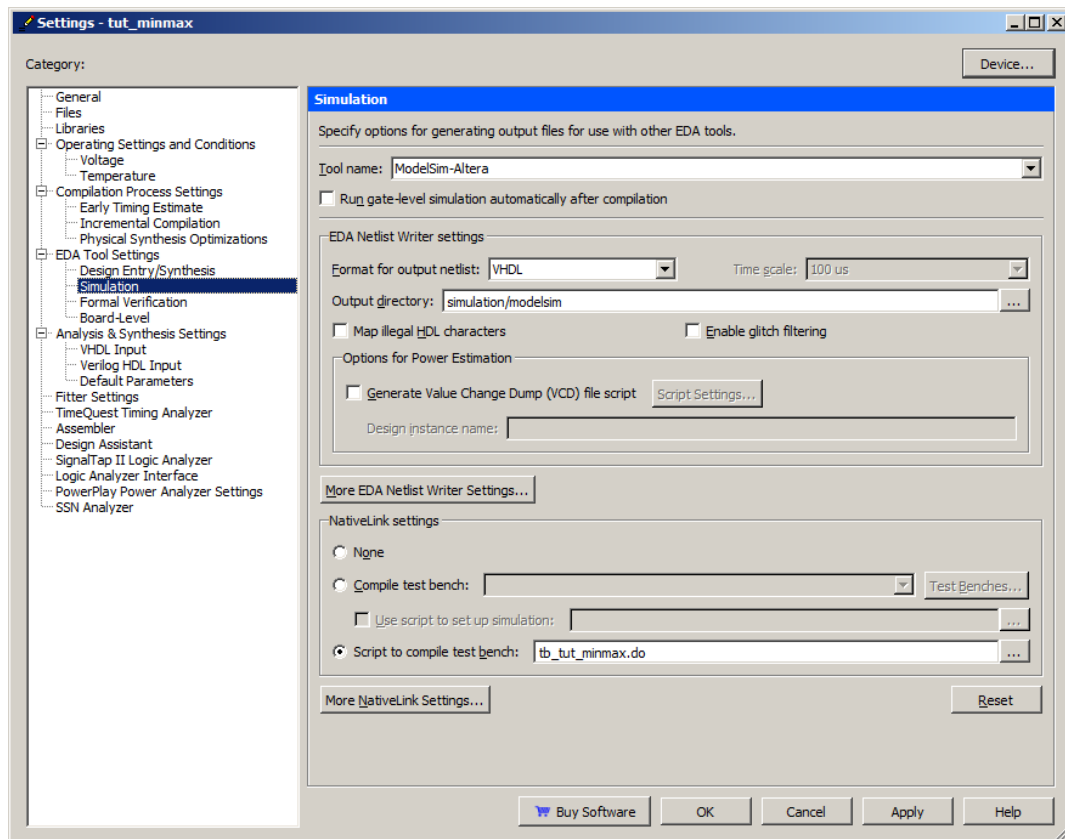 Settings - tut_minmax
Category:
Device...
General
Files
Libraries
Operating Settings and Conditions
Voltage
Temperature
Compilation Process Settings
Early Timing Estimate
Incremental Compilation
Physical Synthesis Optimizations
EDA Tool Settings
Design Entry/Synthesis
Simulation
Formal Verification
Board-Level
Analysis & Synthesis Settings
VHDL Input
Verilog HDL Input
Default Parameters
Fitter Settings
TimeQuest Timing Analyzer
Assembler
Design Assistant
SignalTap II Logic Analyzer
Logic Analyzer Interface
PowerPlay Power Analyzer Settings
SSN Analyzer
Simulation
Specify options for generating output files for use with other EDA tools.
Tool name: ModelSim-Altera
Run gate-level simulation automatically after compilation
EDA Netlist Writer settings
Format for output netlist: VHDL Time scale: 100 us
Output directory: simulation/modelsim ...
Map illegal HDL characters Enable glitch filtering
Options for Power Estimation
Generate Value Change Dump (VCD) file script Script Settings...
Design instance name:
More EDA Netlist Writer Settings...
NativeLink settings
None
Compile test bench: Test Benches...
Use script to set up simulation: ...
Script to compile test bench: tb_tut_minmax.do ...
More NativeLink Settings... Reset
Buy Software OK Cancel Apply Help